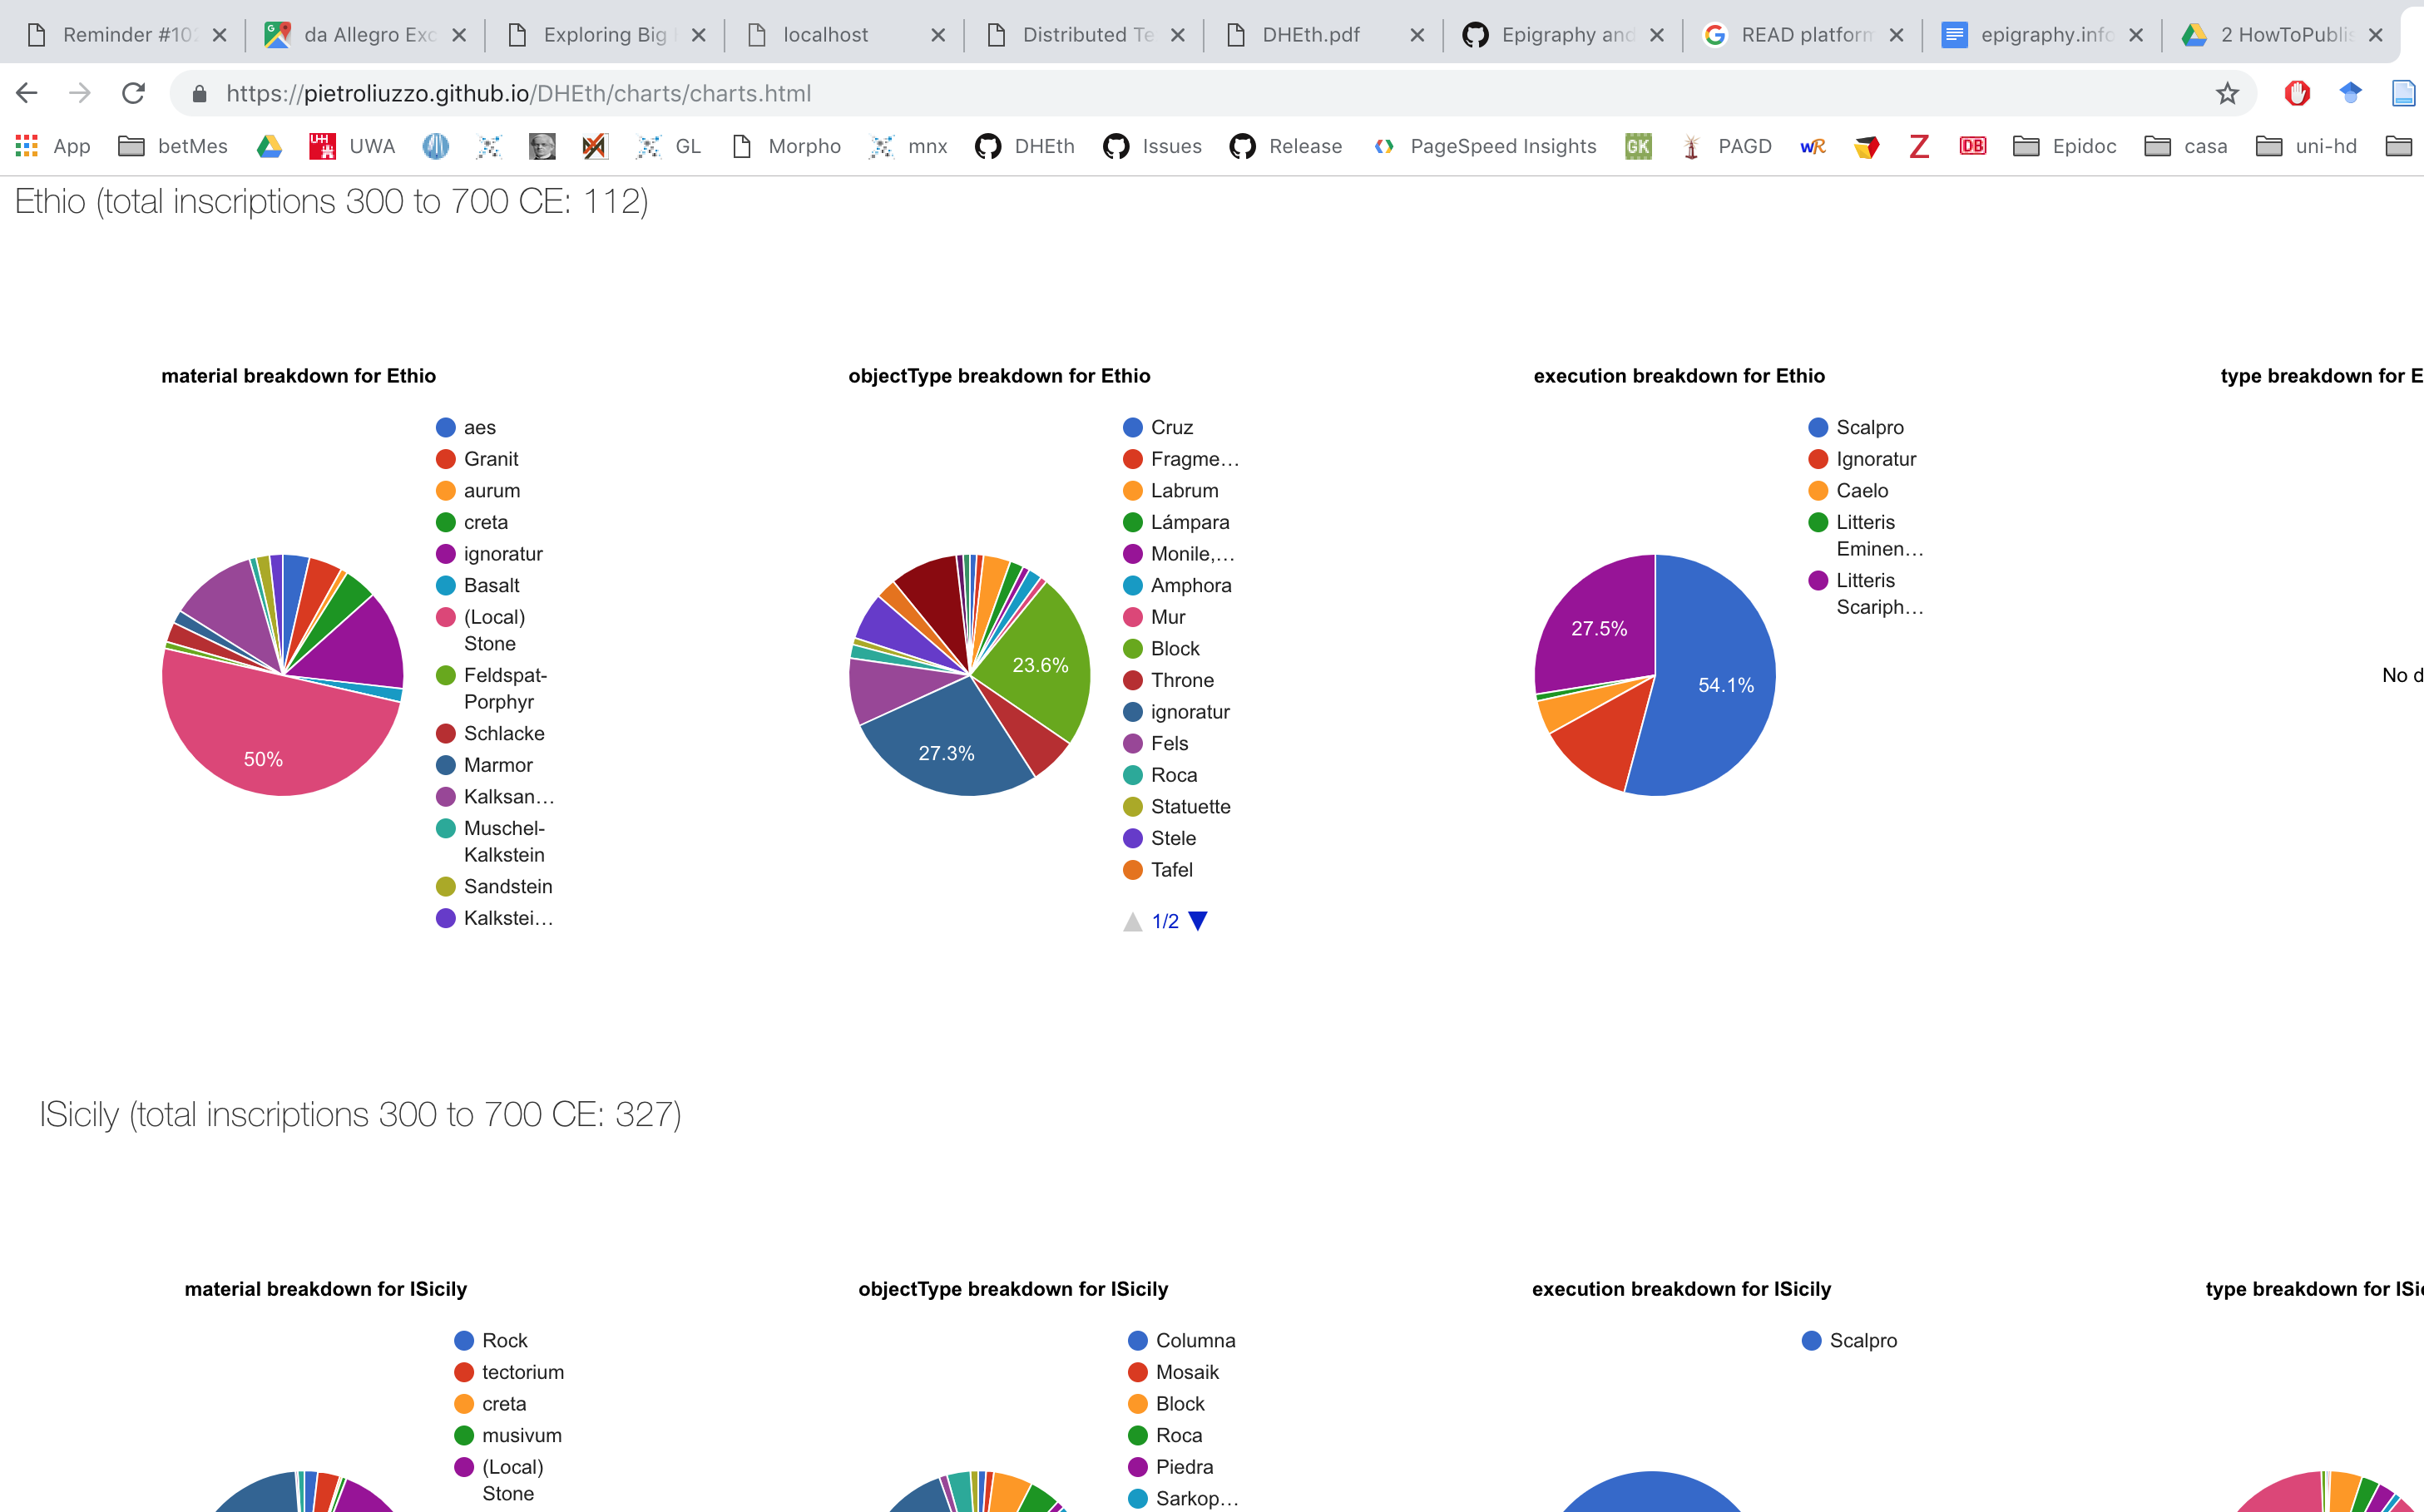 Reminder #10
da Allegro Exc
Exploring Big
localhost
Distributed Te
DHEth.pdf
Epigraphy and
READ platform
epigraphy.info
2 HowToPublis
https://pietroliuzzo.github.io/DHEth/charts/charts.html
App
betMes
UWA
GL
Morpho
mnx
DHEth
Issues
Release
PageSpeed Insights
GK
PAGD
wR
Z
DB
Epidoc
casa
uni-hd
Ethio (total inscriptions 300 to 700 CE: 112)
material breakdown for Ethio
aes
Granit
aurum
creta
ignoratur
Basalt
(Local)
Stone
Feldspat-
Porphyr
Schlacke
Marmor
Kalksan…
Muschel-
Kalkstein
Sandstein
Kalkstei…
50%
objectType breakdown for Ethio
Cruz
Fragme…
Labrum
Lámpara
Monile,…
Amphora
Mur
Block
Throne
ignoratur
Fels
Roca
Statuette
Stele
Tafel
1/2
23.6%
27.3%
execution breakdown for Ethio
Scalpro
Ignoratur
Caelo
Litteris
Eminen…
Litteris
Scariph…
27.5%
54.1%
type breakdown for E
No d
ISicily (total inscriptions 300 to 700 CE: 327)
material breakdown for ISicily
Rock
tectorium
creta
musivum
(Local)
Stone
objectType breakdown for ISicily
Columna
Mosaik
Block
Roca
Piedra
Sarkop…
execution breakdown for ISicily
Scalpro
type breakdown for ISi